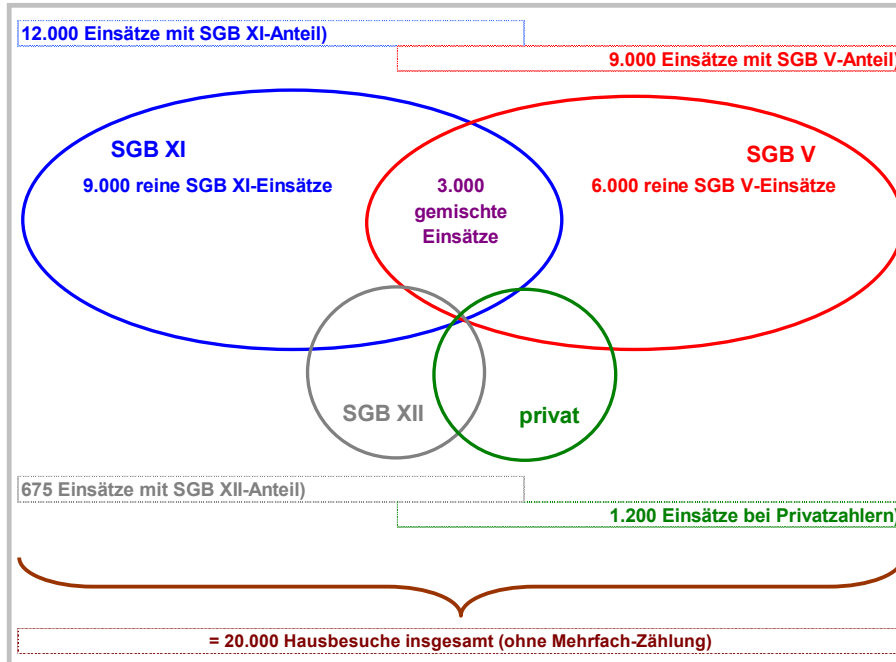 12.000 Einsätze mit SGB XI-Anteil)
9.000 Einsätze mit SGB V-Anteil)
SGB XI
SGB V
9.000 reine SGB XI-Einsätze
3.000
gemischte
Einsätze
6.000 reine SGB V-Einsätze
SGB XII
privat
675 Einsätze mit SGB XII-Anteil)
1.200 Einsätze bei Privatzahlern)
= 20.000 Hausbesuche insgesamt (ohne Mehrfach-Zählung)